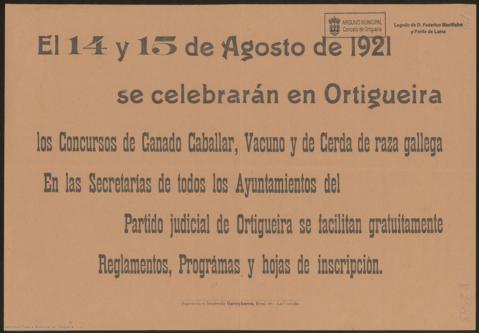 ARQUIVO MUNICIPAL
Concello de Ortigueira
Legado de D. Federico Maciñeira
y Pardo de Lama
El 14 y 15 de Agosto de 1921
se celebrarán en Ortigueira
los Concursos de Ganado Caballar, Vacuno y de Cerda de raza gallega
En las Secretarías de todos los Ayuntamientos del
Partido judicial de Ortigueira se facilitan gratuitamente
Reglamentos, Prográmas y hojas de inscripción.